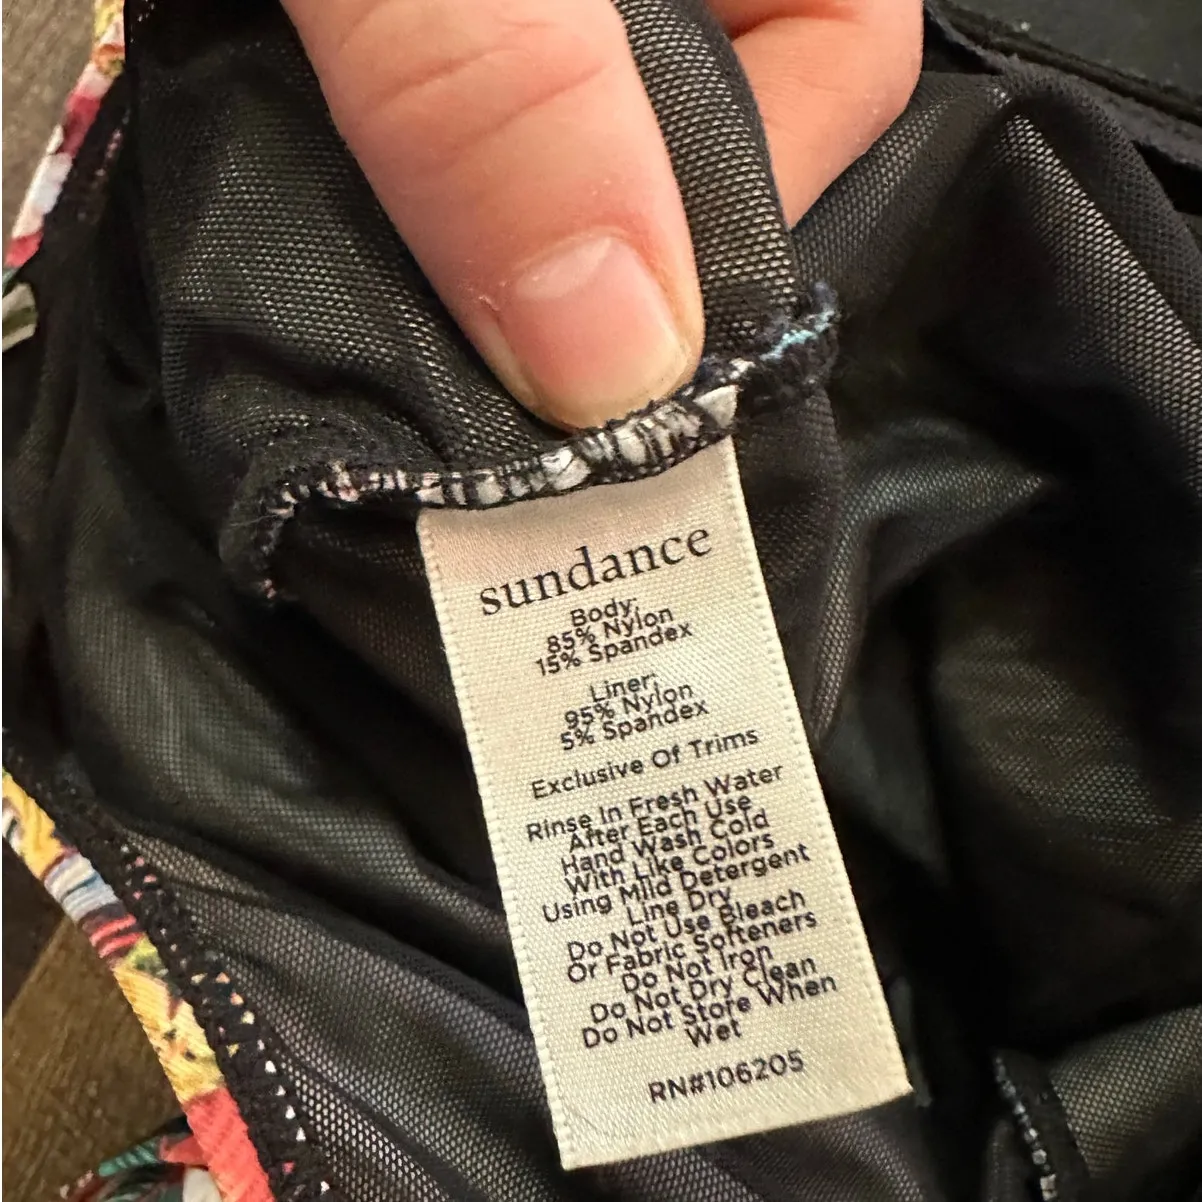 sundance
Body:
85% Nylon
15% Spandex
Liner:
95% Nylon
5% Spandex
Exclusive Of Trims
Rinse In Fresh Water
After Each Use
Hand Wash Cold
With Like Colors
Using Mild Detergent
Line Dry
Do Not Use Bleach
Or Fabric Softeners
Do Not Iron
Do Not Dry Clean
Do Not Store When
Wet
RN#106205